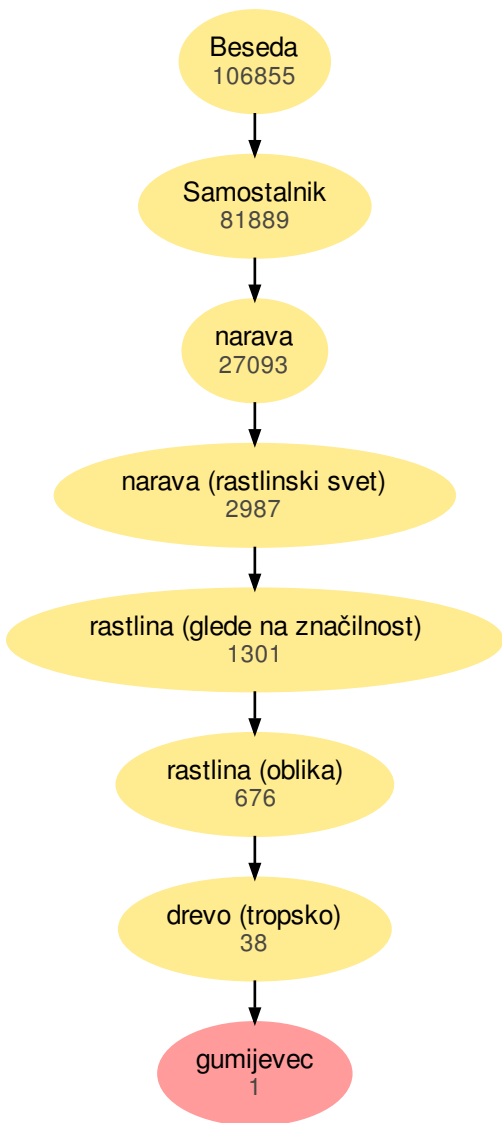 Beseda
106855
Samostalnik
81889
narava
27093
narava (rastlinski svet)
2987
rastlina (glede na značilnost)
1301
rastlina (oblika)
676
drevo (tropsko)
38
gumijevec
1